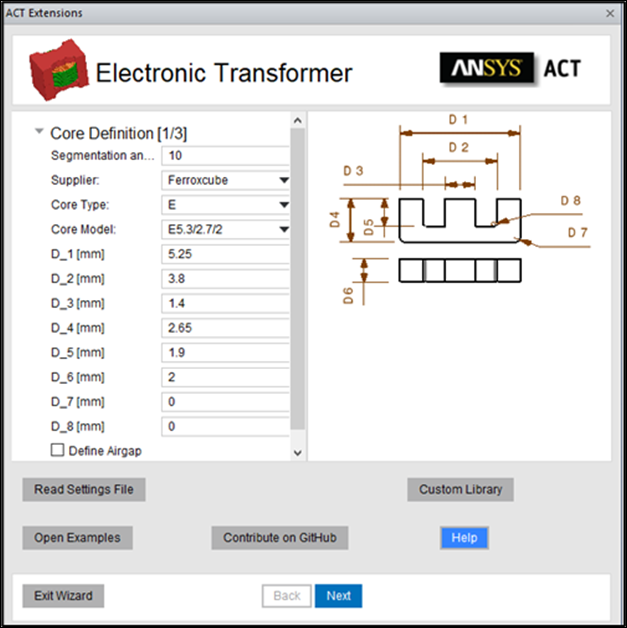 ACT Extensions
Electronic Transformer
ANSYS ACT
Core Definition [1/3]
Segmentation an... 10
Supplier: Ferroxcube
Core Type: E
Core Model: E5.3/2.7/2
D_1 [mm] 5.25
D_2 [mm] 3.8
D_3 [mm] 1.4
D_4 [mm] 2.65
D_5 [mm] 1.9
D_6 [mm] 2
D_7 [mm] 0
D_8 [mm] 0
Define Airgap
D 1
D 2
D 3
D 8
D4
D5
D 7
D6
Read Settings File
Custom Library
Open Examples
Contribute on GitHub
Help
Exit Wizard
Back
Next